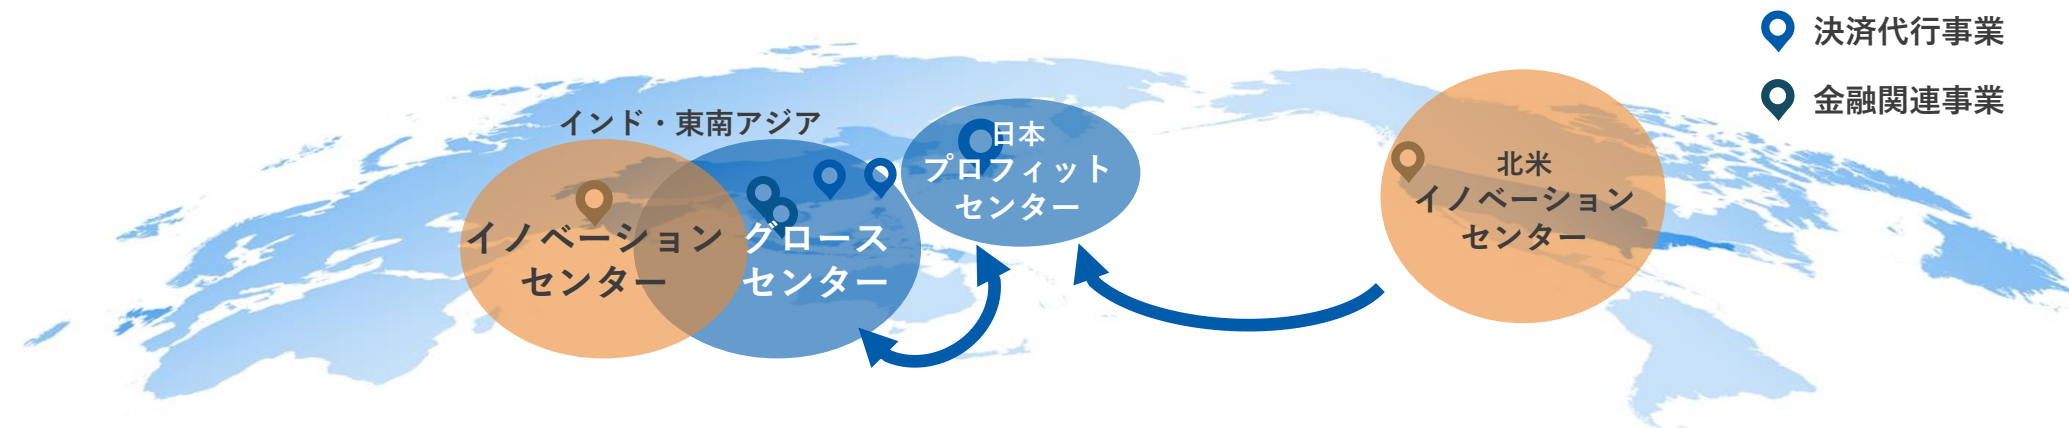 決済代行事業
金融関連事業
インド・東南アジア
イノベーション
センター
グロース
センター
日本
プロフィット
センター
北米
イノベーション
センター